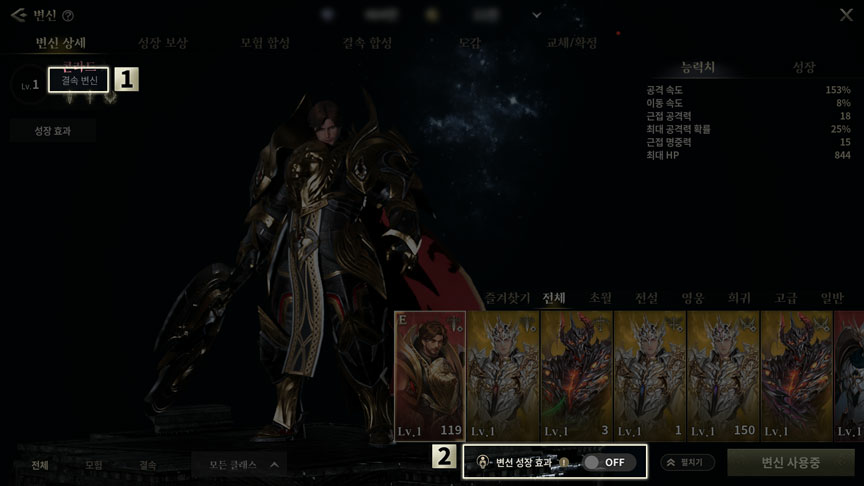 변신
변신 상세 성장 보상 모험 합성 결속 합성 도감 교체/확정
콘라드
Lv.1 결속 변신 1
성장 효과
능력치 성장
공격 속도 153%
이동 속도 8%
근접 공격력 18
최대 공격력 확률 25%
근접 명중력 15
최대 HP 844
즐겨찾기 전체 초월 전설 영웅 희귀 고급 일반
E
119 3 150
Lv.1 Lv.1 Lv.1 Lv.1 Lv.1 Lv.1 Lv.1
2 변신 성장 효과 OFF 펼치기 변신 사용중
전체 모험 결속 모든 클래스